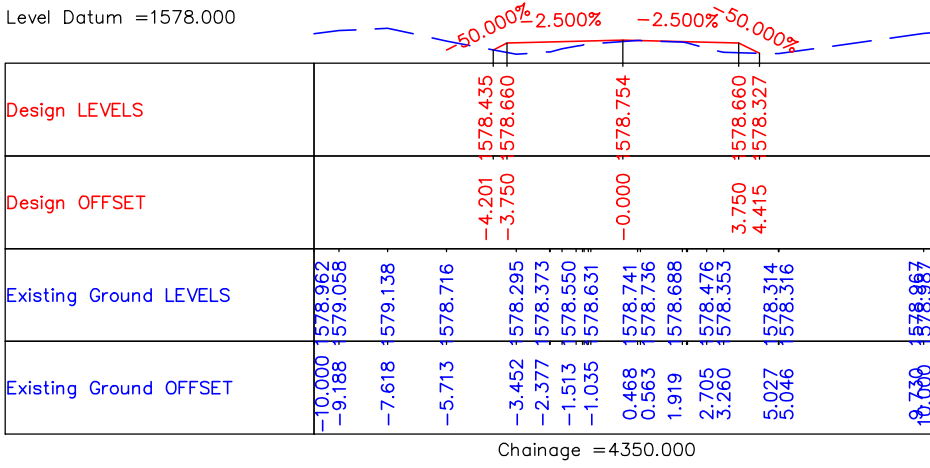 Level Datum =1578.000
-50.000% -2.500% -2.500% -50.000%
Design LEVELS 1578.435 1578.660 1578.754 1578.660 1578.327
Design OFFSET -4.201 -3.750 -0.000 3.750 4.415
Existing Ground LEVELS 1578.962 1579.058 1579.138 1578.716 1578.295 1578.373 1578.550 1578.631 1578.741 1578.736 1578.688 1578.476 1578.353 1578.314 1578.316 1578.967 1578.987
Existing Ground OFFSET -10.000 -9.188 -7.618 -5.713 -3.452 -2.377 -1.513 -1.035 0.468 0.563 1.919 2.705 3.260 5.027 5.046 9.730 10.000
Chainage =4350.000